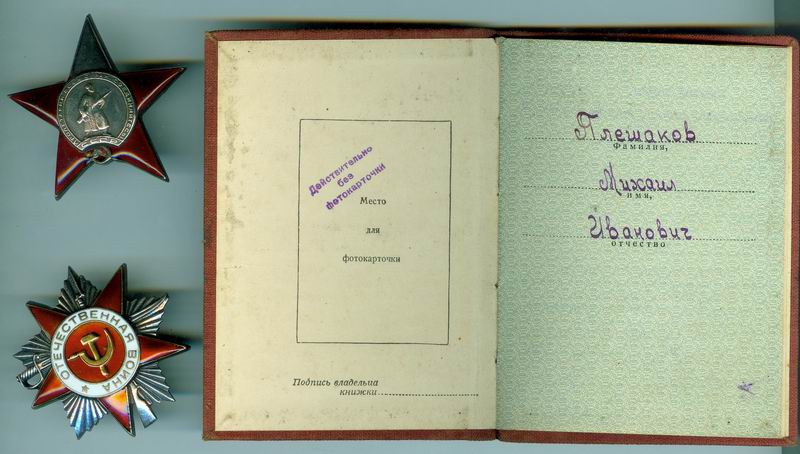 ОТЕЧЕСТВЕННАЯ ВОЙНА
Действительно
без
фотокарточки
Место
для
фотокарточки
Подпись владельца
книжки
Плешаков
Фамилия,
Михаил
имя,
Иванович
отчество